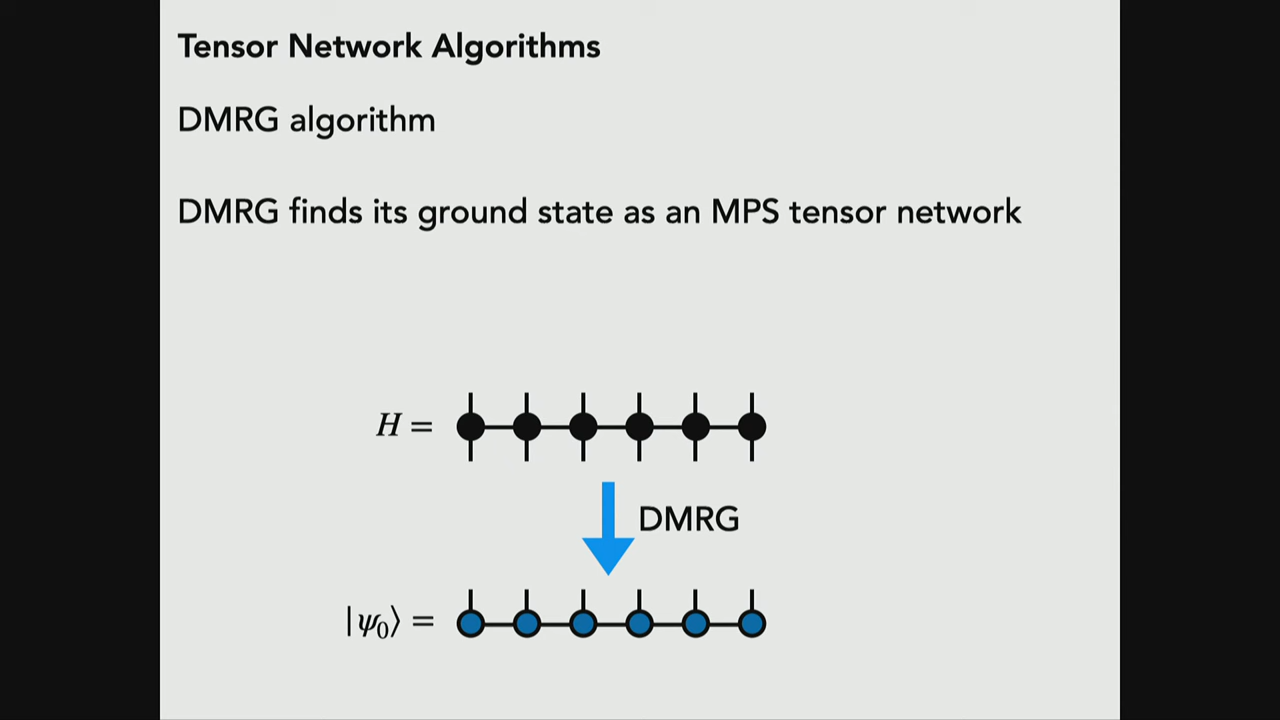 Tensor Network Algorithms
DMRG algorithm
DMRG finds its ground state as an MPS tensor network
H =
DMRG
|ψ₀⟩ =